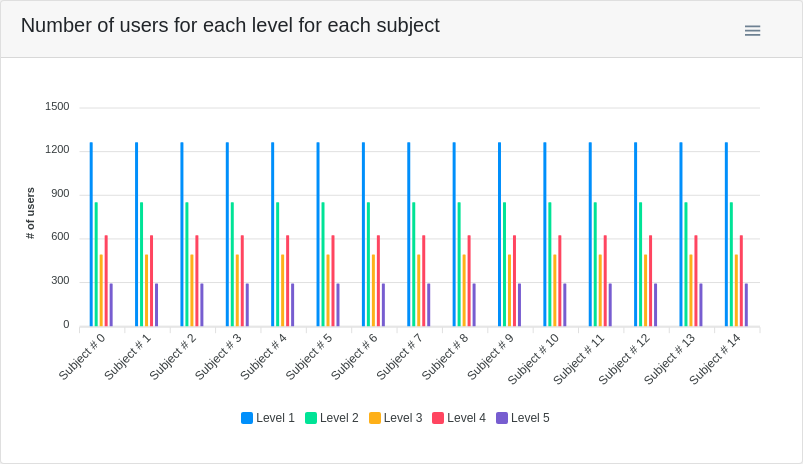 Number of users for each level for each subject
1500
1200
900
600
300
0
# of users
Subject # 0
Subject # 1
Subject # 2
Subject # 3
Subject # 4
Subject # 5
Subject # 6
Subject # 7
Subject # 8
Subject # 9
Subject # 10
Subject # 11
Subject # 12
Subject # 13
Subject # 14
Level 1 Level 2 Level 3 Level 4 Level 5